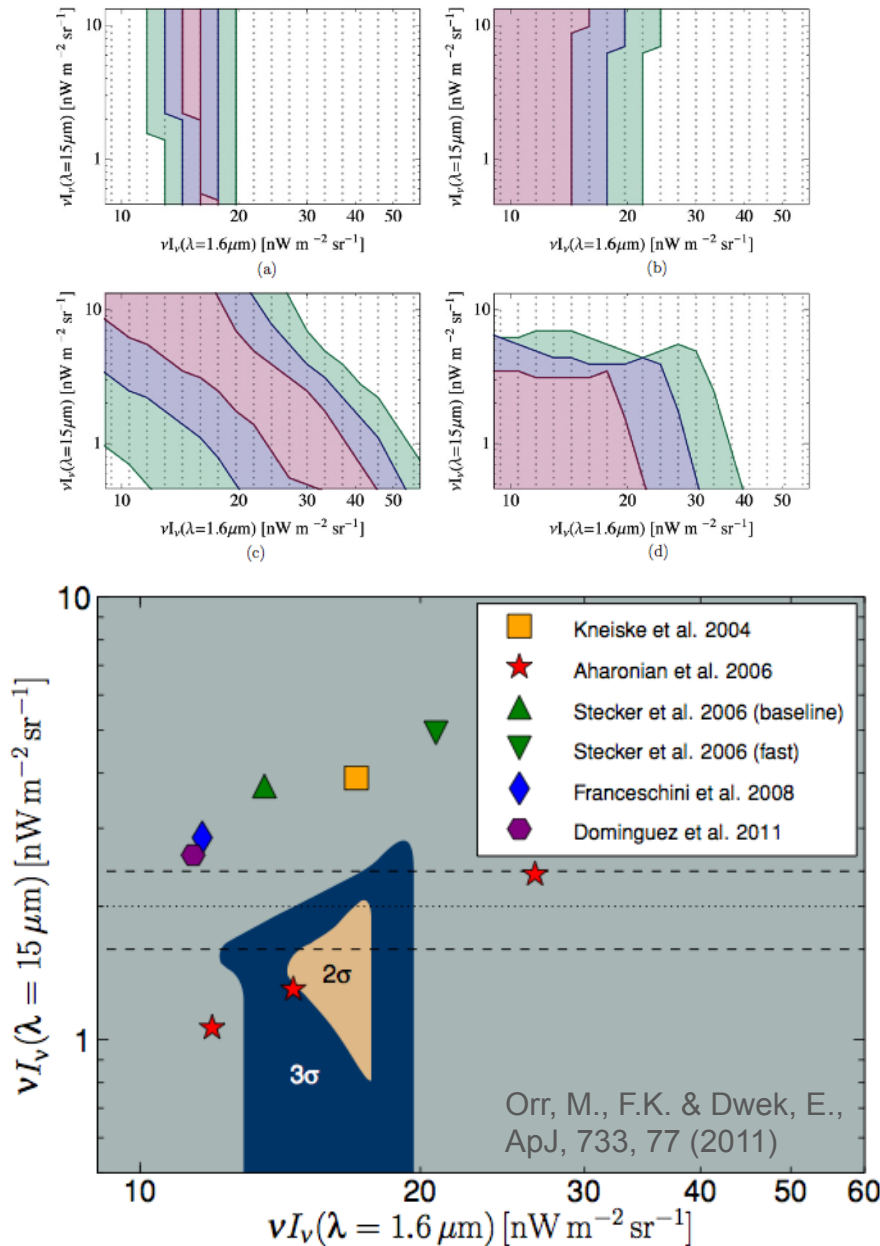 νIν(λ=15μm) [nW m−2 sr−1]
10
1
10
20
30
40
50
νIν(λ=1.6μm) [nW m−2 sr−1]
(a)
νIν(λ=15μm) [nW m−2 sr−1]
10
1
10
20
30
40
50
νIν(λ=1.6μm) [nW m−2 sr−1]
(b)
νIν(λ=15μm) [nW m−2 sr−1]
10
1
10
20
30
40
50
νIν(λ=1.6μm) [nW m−2 sr−1]
(c)
νIν(λ=15μm) [nW m−2 sr−1]
10
1
10
20
30
40
50
νIν(λ=1.6μm) [nW m−2 sr−1]
(d)
νIν(λ = 15 μm) [nW m−2 sr−1]
10
1
Kneiske et al. 2004
Aharonian et al. 2006
Stecker et al. 2006 (baseline)
Stecker et al. 2006 (fast)
Franceschini et al. 2008
Dominguez et al. 2011
2σ
3σ
Orr, M., F.K. & Dwek, E.,
ApJ, 733, 77 (2011)
10
20
30
40
50
60
νIν(λ = 1.6 μm) [nW m−2 sr−1]